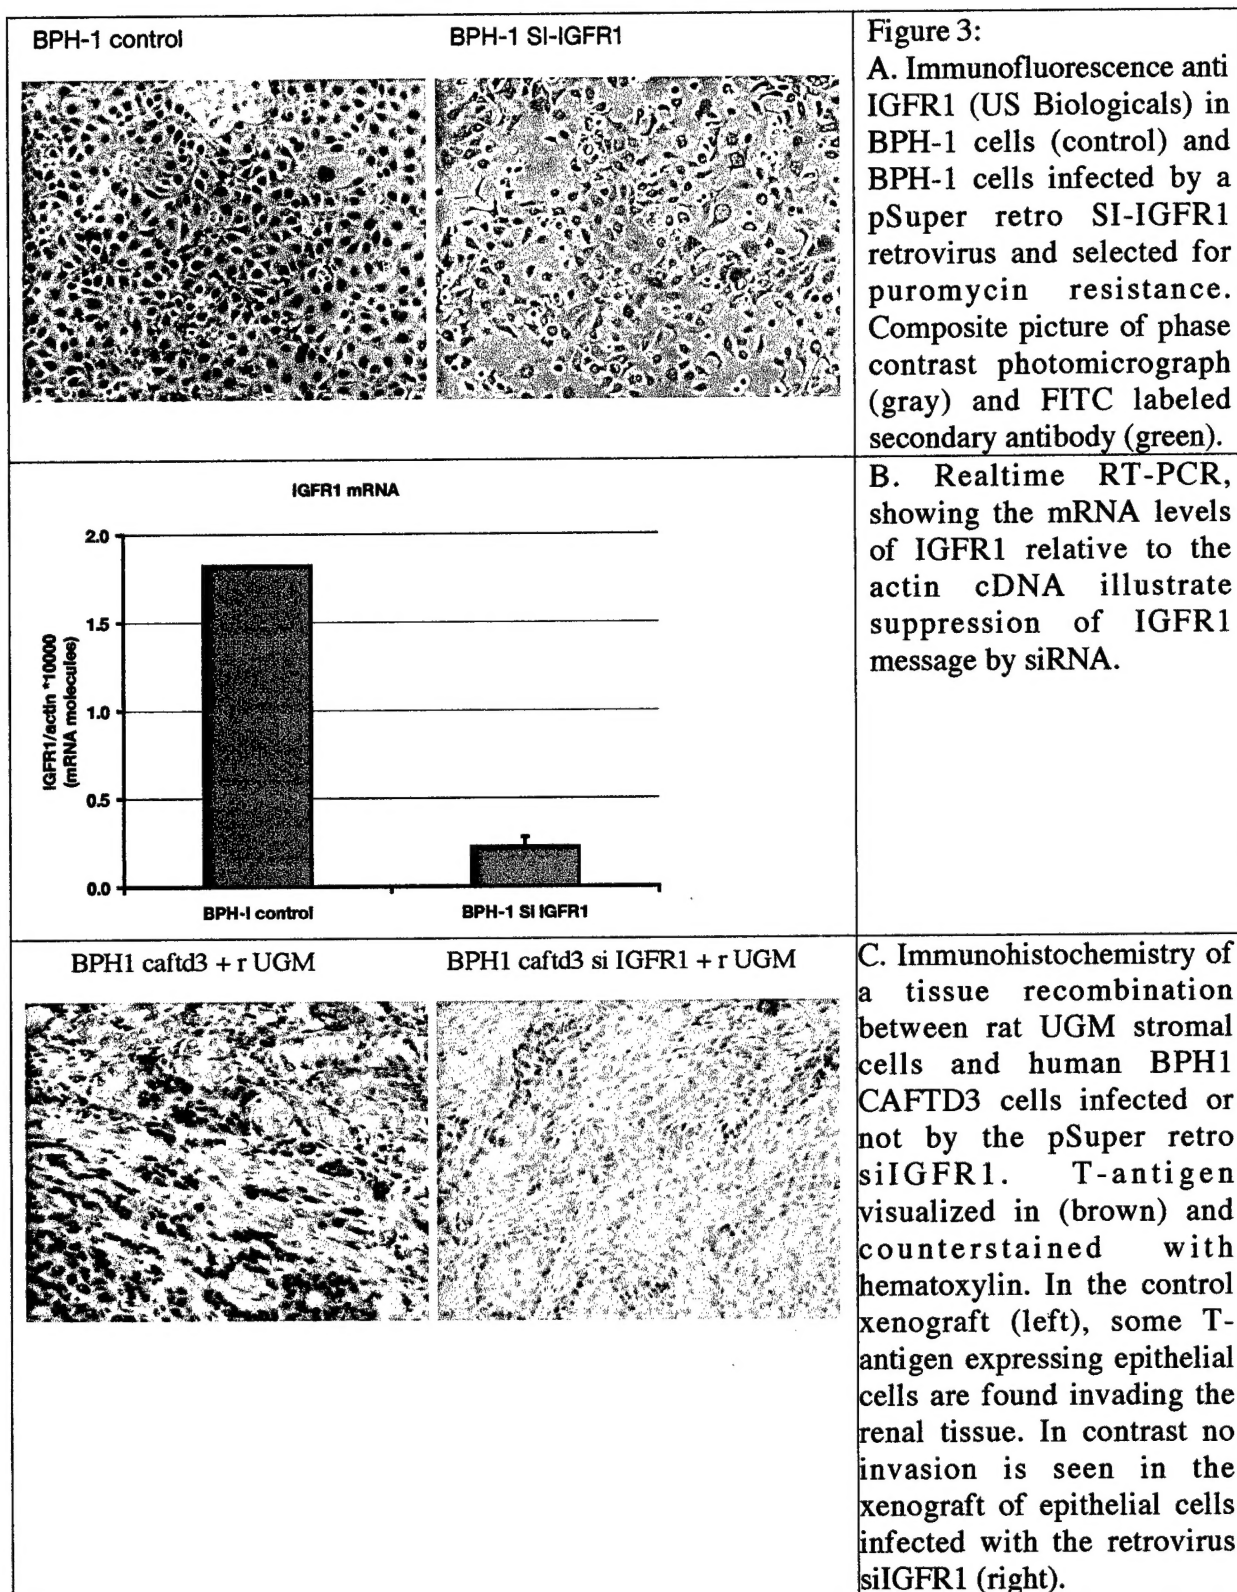 BPH-1 control
BPH-1 SI-IGFR1
Figure 3:
A. Immunofluorescence anti
IGFR1 (US Biologicals) in
BPH-1 cells (control) and
BPH-1 cells infected by a
pSuper retro SI-IGFR1
retrovirus and selected for
puromycin resistance.
Composite picture of phase
contrast photomicrograph
(gray) and FITC labeled
secondary antibody (green).
IGFR1 mRNA
IGFR1/actin *10000
(mRNA molecules)
2.0
1.5
1.0
0.5
0.0
BPH-I control
BPH-1 SI IGFR1
B. Realtime RT-PCR,
showing the mRNA levels
of IGFR1 relative to the
actin cDNA illustrate
suppression of IGFR1
message by siRNA.
BPH1 caftd3 + r UGM
BPH1 caftd3 si IGFR1 + r UGM
C. Immunohistochemistry of
a tissue recombination
between rat UGM stromal
cells and human BPH1
CAFTD3 cells infected or
not by the pSuper retro
siIGFR1. T-antigen
visualized in (brown) and
counterstained with
hematoxylin. In the control
xenograft (left), some T-
antigen expressing epithelial
cells are found invading the
renal tissue. In contrast no
invasion is seen in the
xenograft of epithelial cells
infected with the retrovirus
siIGFR1 (right).